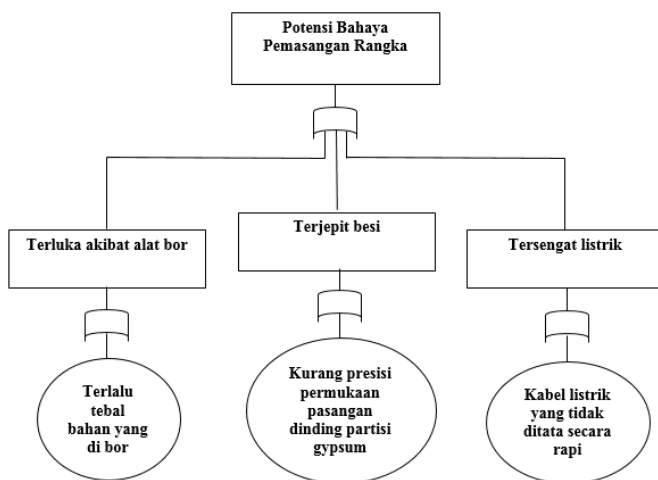 Potensi Bahaya
Pemasangan Rangka
Terluka akibat alat bor
Terjepit besi
Tersengat listrik
Terlalu
tebal
bahan yang
di bor
Kurang presisi
permukaan
pasangan
dinding partisi
gypsum
Kabel listrik
yang tidak
ditata secara
rapi